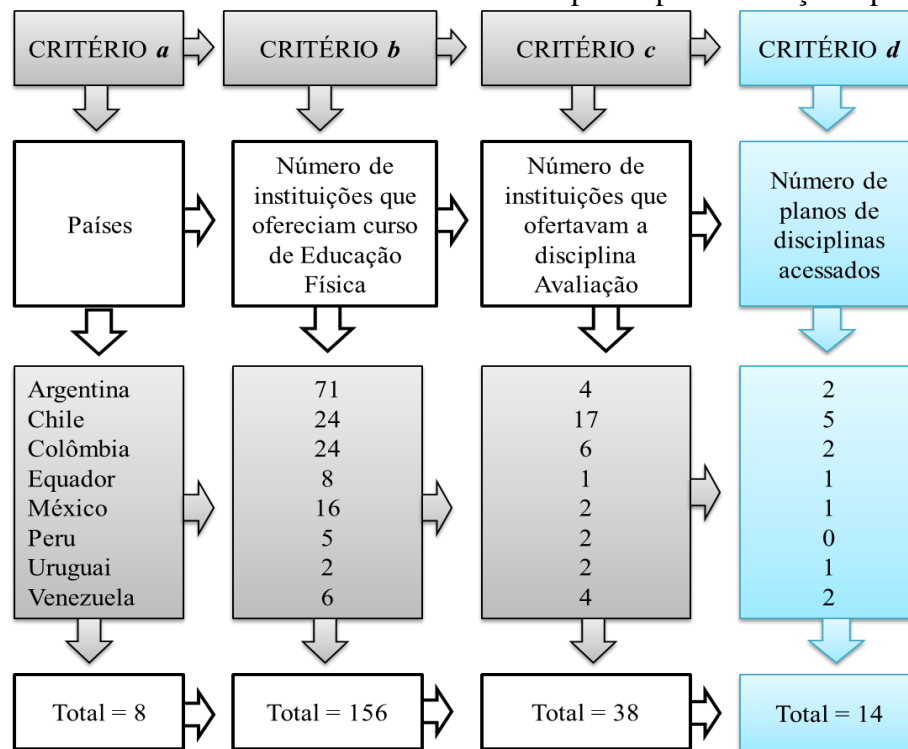 CRITÉRIO a
CRITÉRIO b
CRITÉRIO c
CRITÉRIO d
Países
Número de
instituições que
ofereciam curso
de Educação
Física
Número de
instituições que
ofertavam a
disciplina
Avaliação
Número de
planos de
disciplinas
acessados
Argentina 71 4 2
Chile 24 17 5
Colômbia 24 6 2
Equador 8 1 1
México 16 2 1
Peru 5 2 0
Uruguai 2 2 1
Venezuela 6 4 2
Total = 8
Total = 156
Total = 38
Total = 14